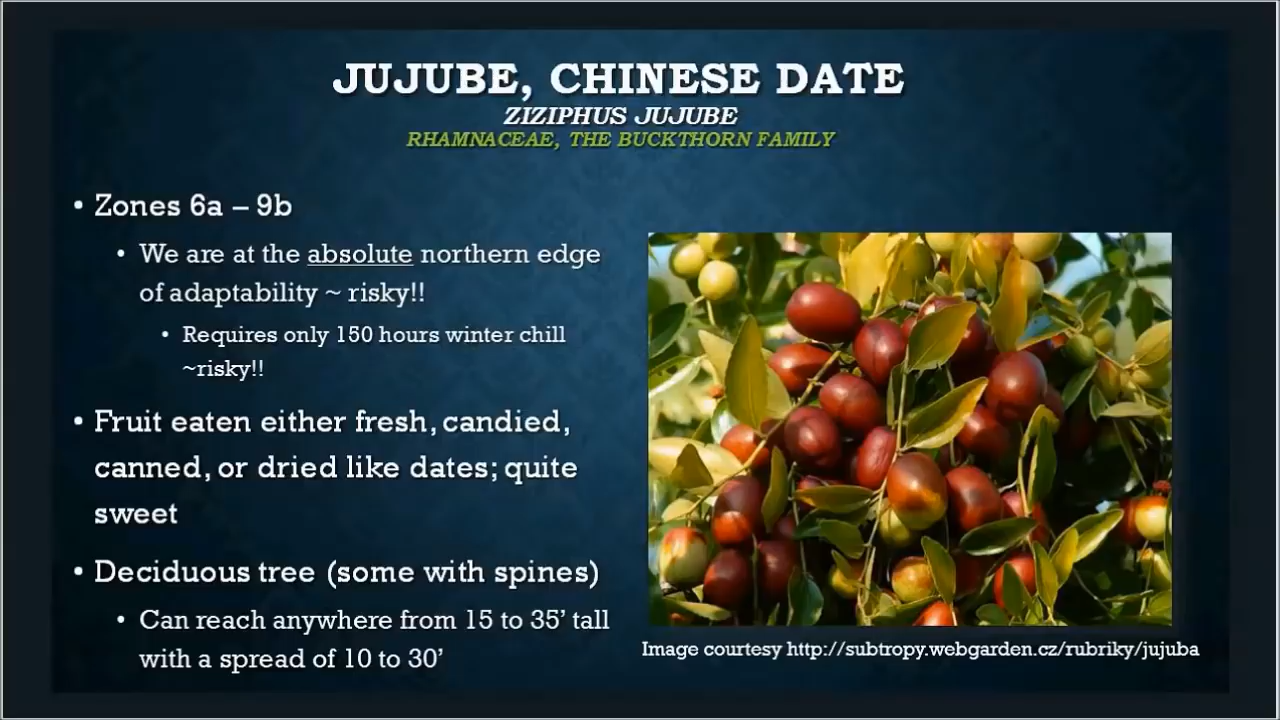 JUJUBE, CHINESE DATE
ZIZIPHUS JUJUBE
RHAMNACEAE, THE BUCKTHORN FAMILY
• Zones 6a – 9b
• We are at the absolute northern edge
of adaptability ~ risky!!
• Requires only 150 hours winter chill
~risky!!
• Fruit eaten either fresh, candied,
canned, or dried like dates; quite
sweet
• Deciduous tree (some with spines)
• Can reach anywhere from 15 to 35’ tall
with a spread of 10 to 30’
Image courtesy http://subtropy.webgarden.cz/rubriky/jujuba